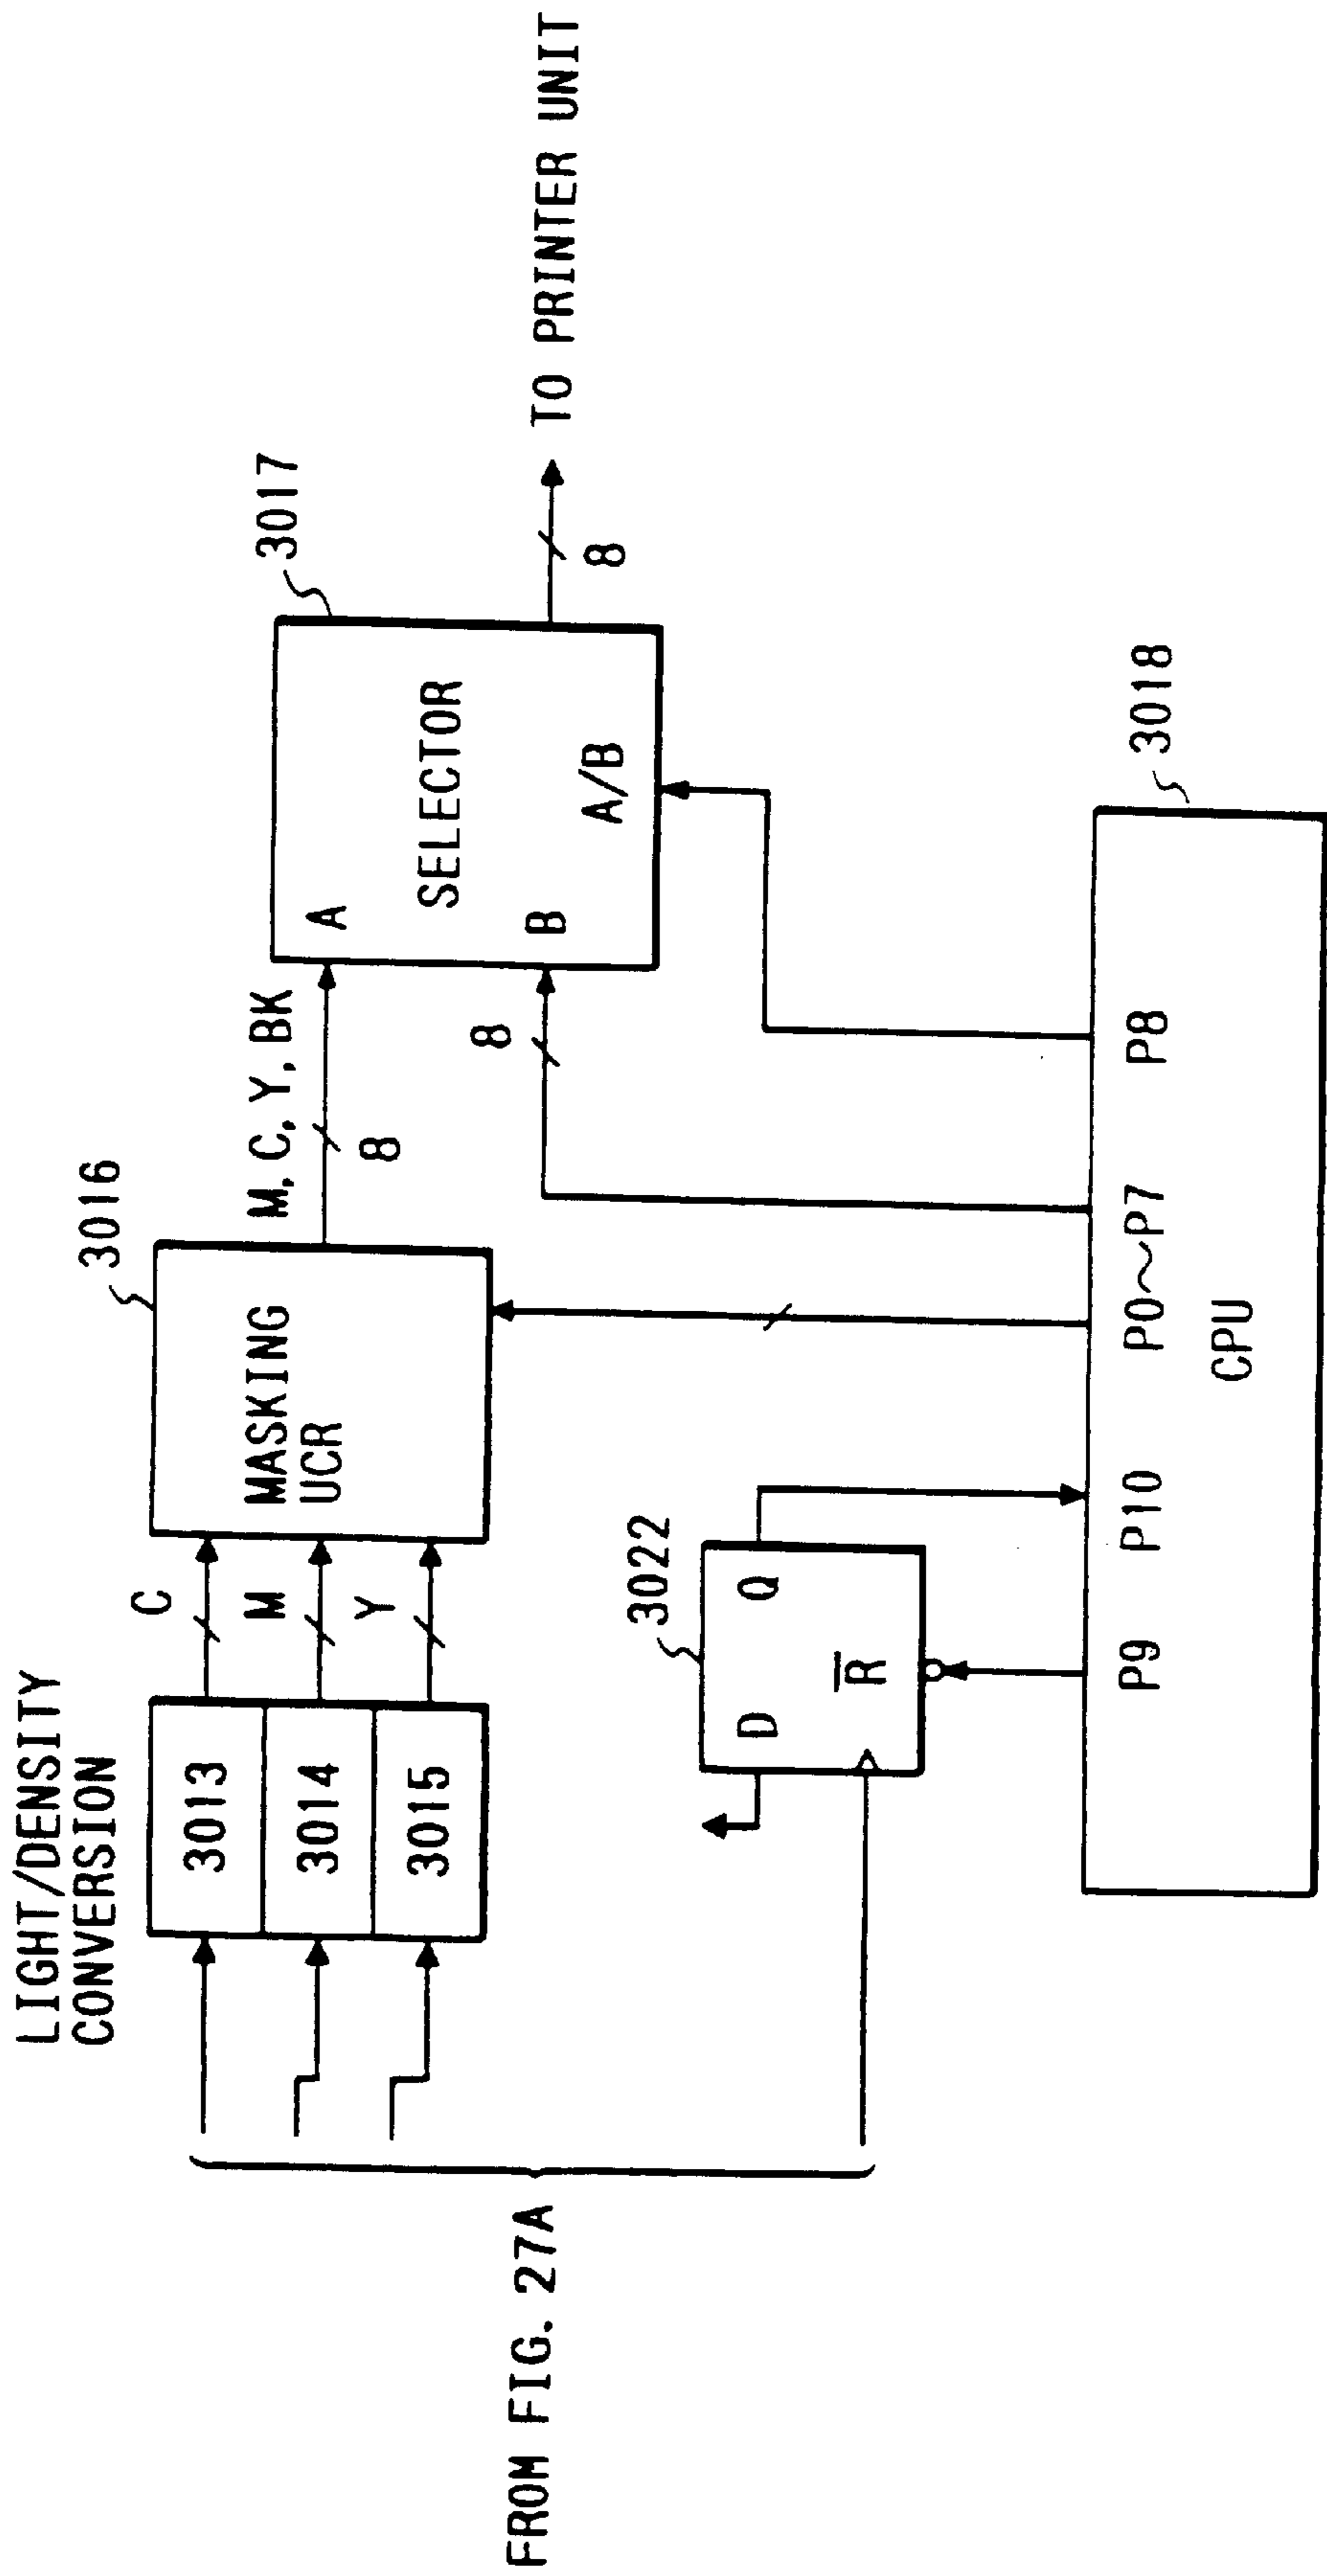 LIGHT/DENSITY
CONVERSION
3013
3014
3015
C
M
Y
3016
MASKING
UCR
M, C, Y, BK
8
3017
A
SELECTOR
B
A/B
8
8
TO PRINTER UNIT
FROM FIG. 27A
3022
D
Q
R̅
3018
P9
P10
P0~P7
P8
CPU